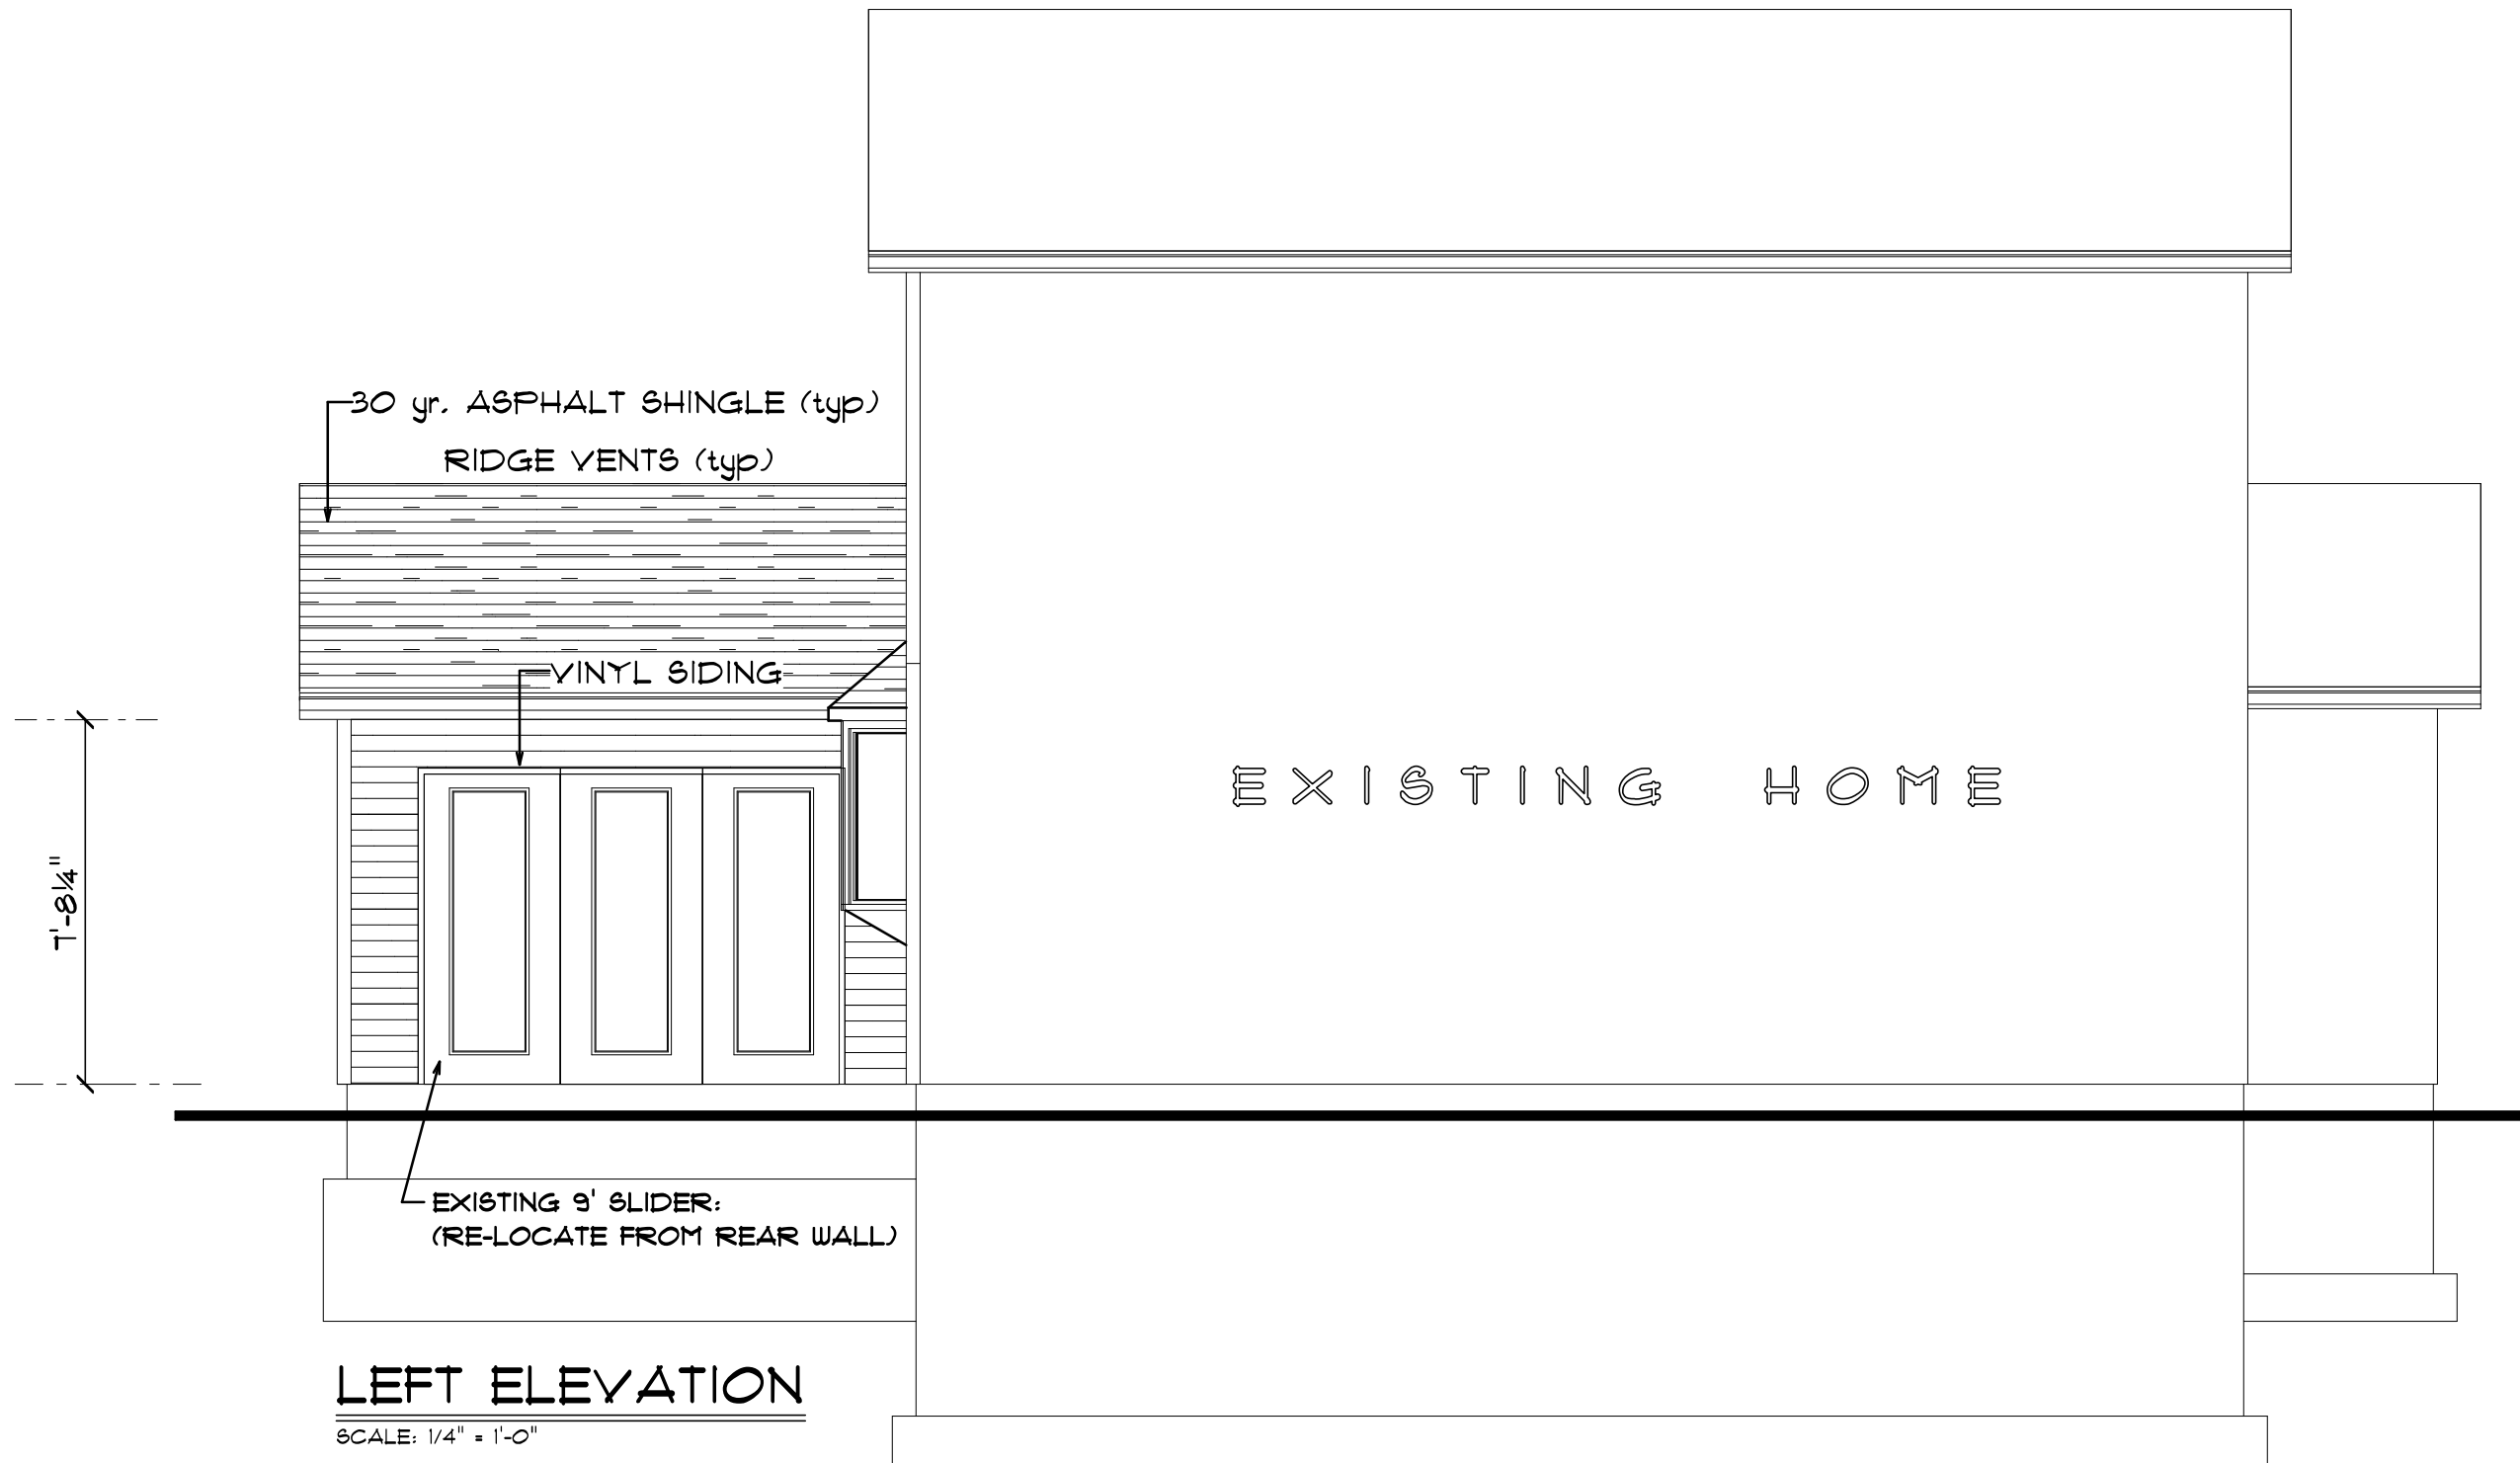 30 yr. ASPHALT SHINGLE (typ)
RIDGE VENTS (typ)
VINYL SIDING
EXISTING HOME
7'-8¼"
EXISTING 9' SLIDER:
(RE-LOCATE FROM REAR WALL)
LEFT ELEVATION
SCALE: 1/4" = 1'-0"